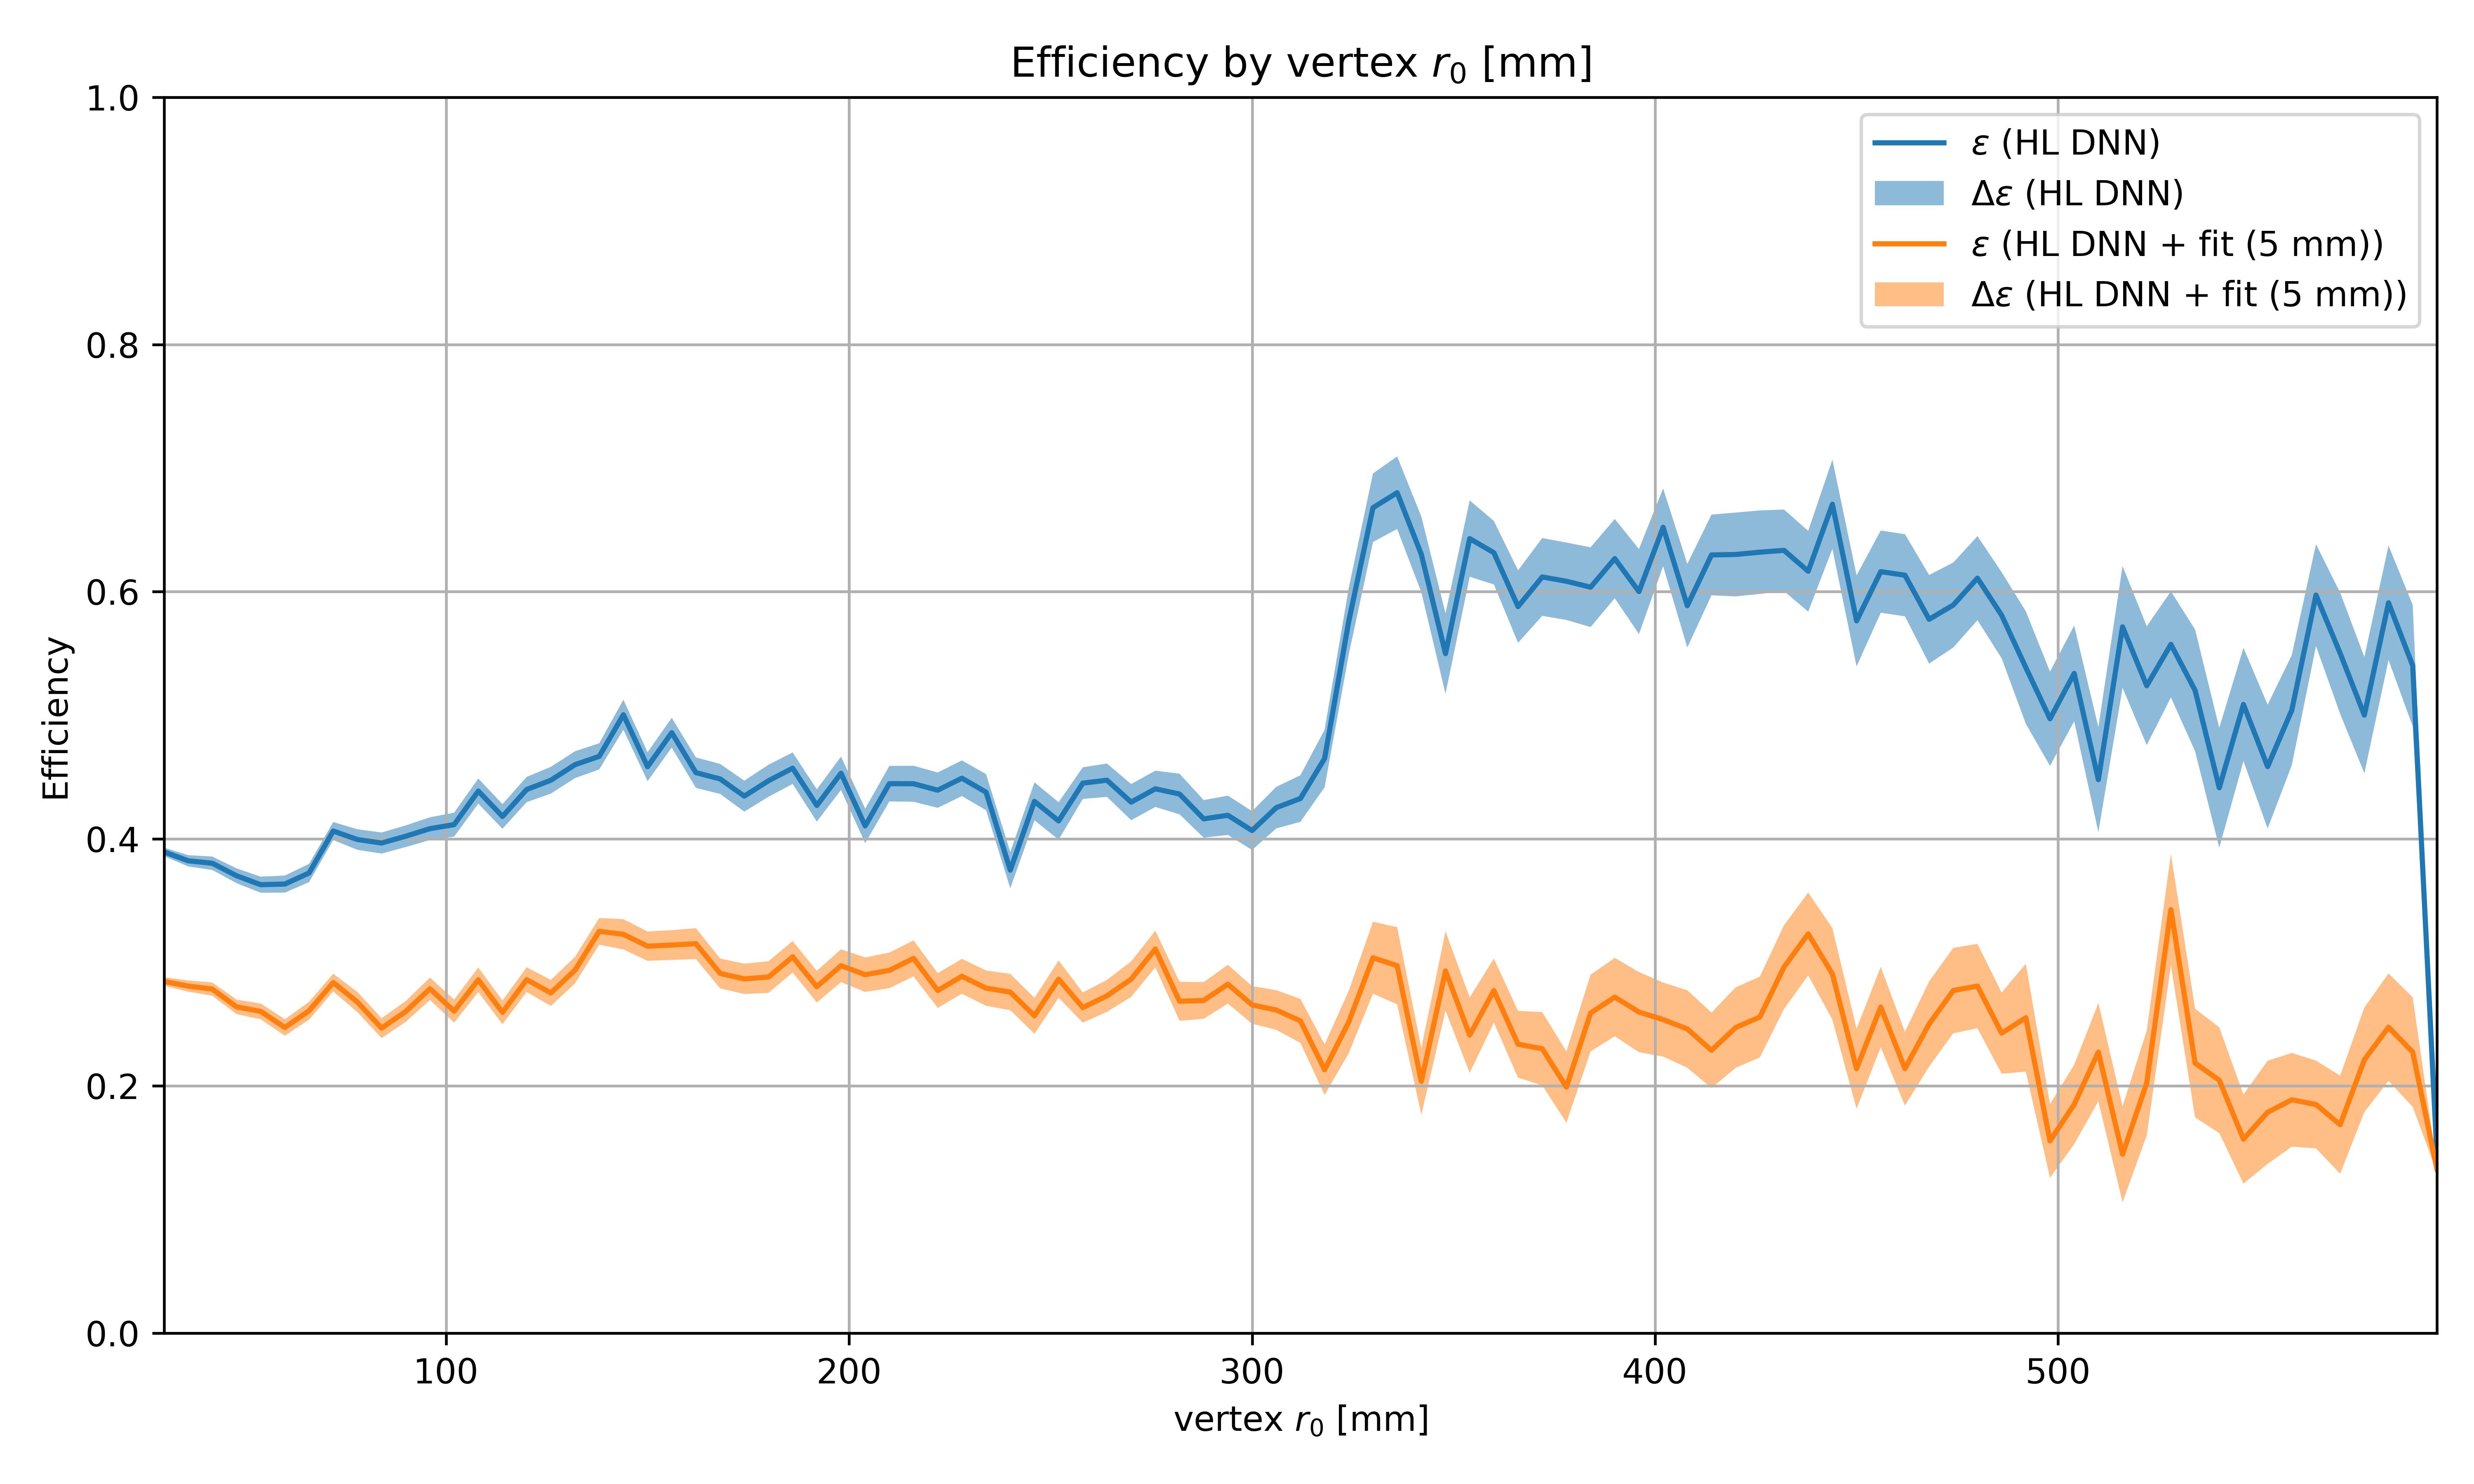 Efficiency by vertex r₀ [mm]
1.0
0.8
0.6
0.4
0.2
0.0
Efficiency
ε (HL DNN)
Δε (HL DNN)
ε (HL DNN + fit (5 mm))
Δε (HL DNN + fit (5 mm))
100 200 300 400 500
vertex r₀ [mm]